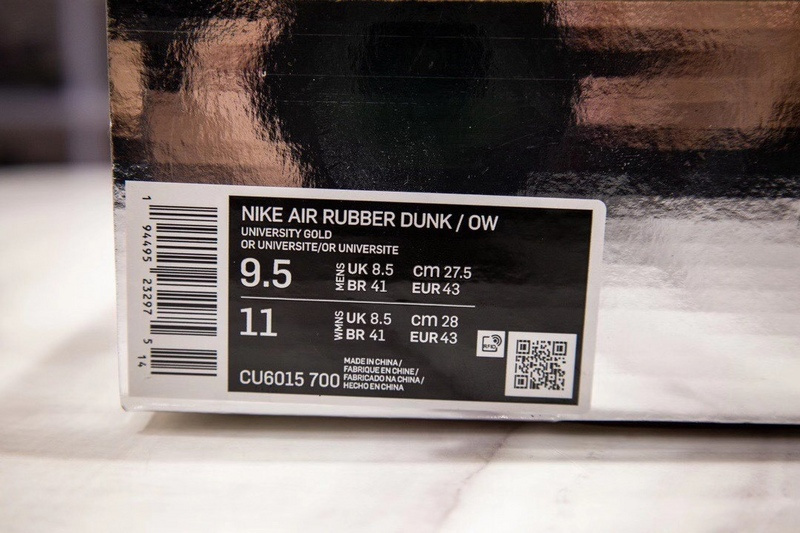 NIKE AIR RUBBER DUNK / OW
UNIVERSITY GOLD
OR UNIVERSITE/OR UNIVERSITE
9.5 MENS UK 8.5 cm 27.5
BR 41 EUR 43
11 WMNS UK 8.5 cm 28
BR 41 EUR 43
CU6015 700
MADE IN CHINA /
FABRIQUE EN CHINE /
FABRICADO NA CHINA /
HECHO EN CHINA
RFID
1 94495 23297 5 14